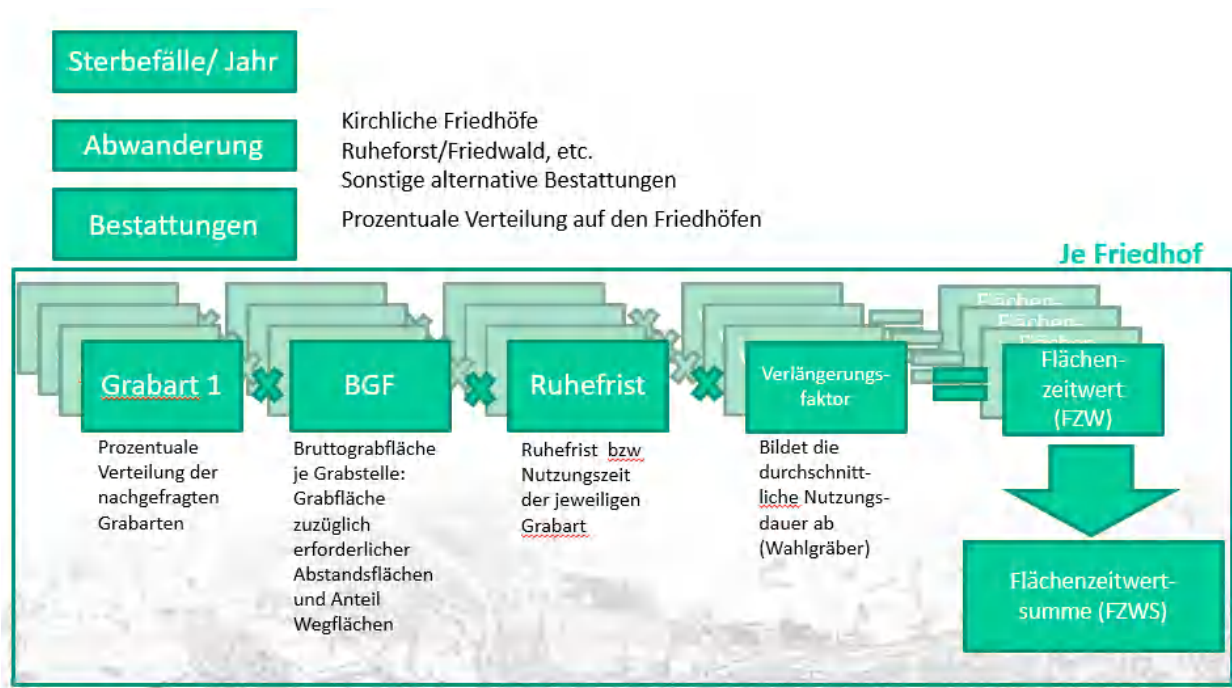 Sterbefälle/ Jahr
Abwanderung
Kirchliche Friedhöfe
Ruheforst/Friedwald, etc.
Sonstige alternative Bestattungen
Bestattungen
Prozentuale Verteilung auf den Friedhöfen
Je Friedhof
Flächen-
Flächen-
Flächen-
Grabart 1
BGF
Ruhefrist
Verlängerungs-
faktor
Flächen-
zeitwert
(FZW)
Prozentuale
Verteilung der
nachgefragten
Grabarten
Bruttograbfläche
je Grabstelle:
Grabfläche
zuzüglich
erforderlicher
Abstandsflächen
und Anteil
Wegflächen
Ruhefrist bzw
Nutzungszeit
der jeweiligen
Grabart
Bildet die
durchschnitt-
liche Nutzungs-
dauer ab
(Wahlgräber)
Flächenzeitwert-
summe (FZWS)